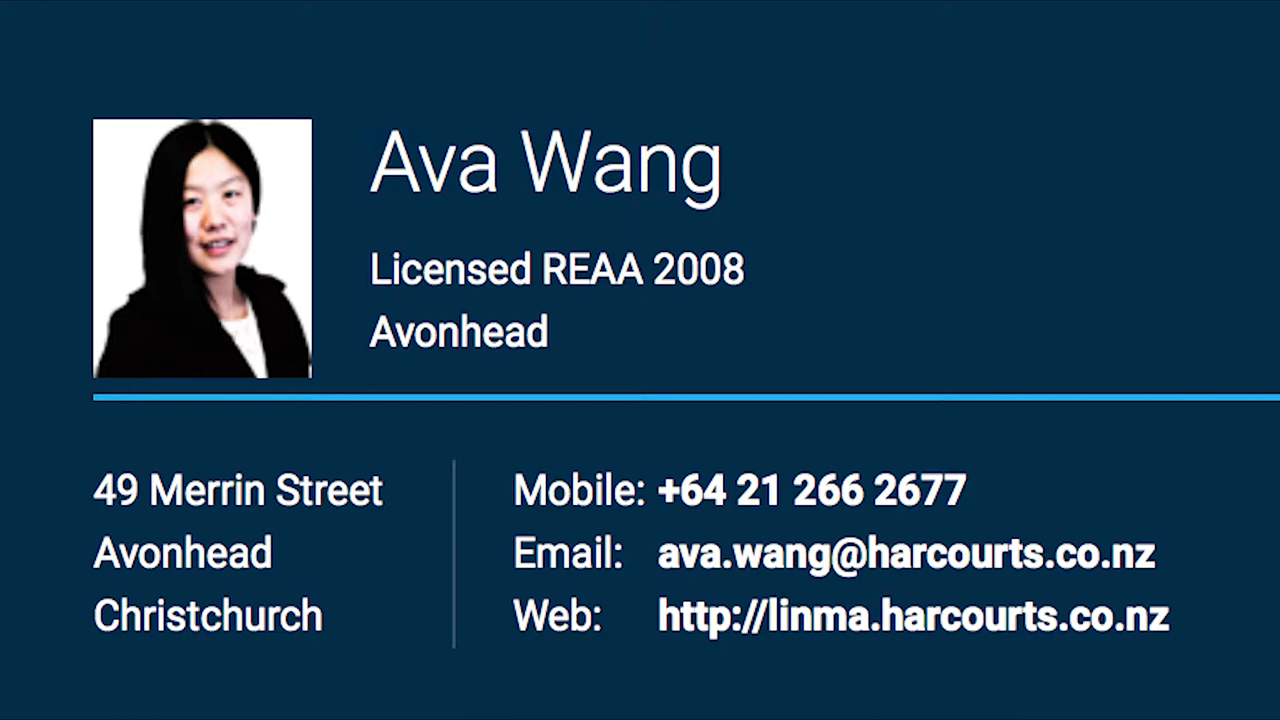 Ava Wang
Licensed REAA 2008
Avonhead
49 Merrin Street
Avonhead
Christchurch
Mobile: +64 21 266 2677
Email: ava.wang@harcourts.co.nz
Web: http://linma.harcourts.co.nz